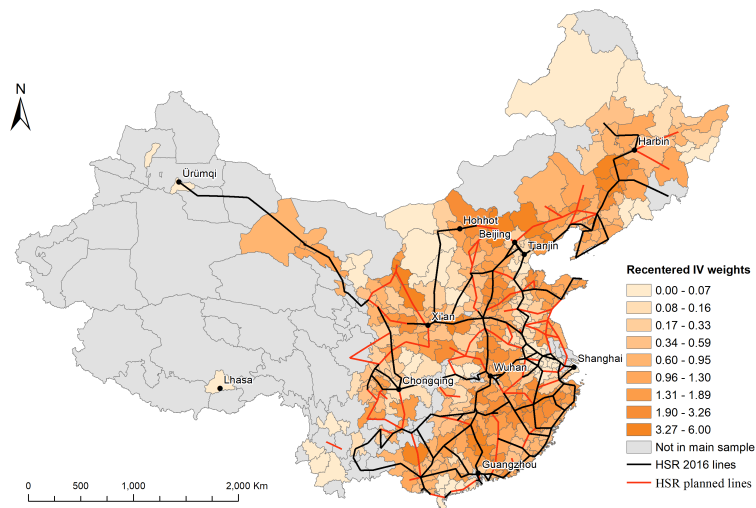 N
Harbin
Ürümqi
Hohhot
Beijing
Tianjin
Recentered IV weights
0.00 - 0.07
0.08 - 0.16
0.17 - 0.33
0.34 - 0.59
0.60 - 0.95
0.96 - 1.30
1.31 - 1.89
1.90 - 3.26
3.27 - 6.00
Not in main sample
HSR 2016 lines
HSR planned lines
Xi'an
Shanghai
Wuhan
Lhasa
Chongqing
Guangzhou
0 500 1,000 2,000 Km